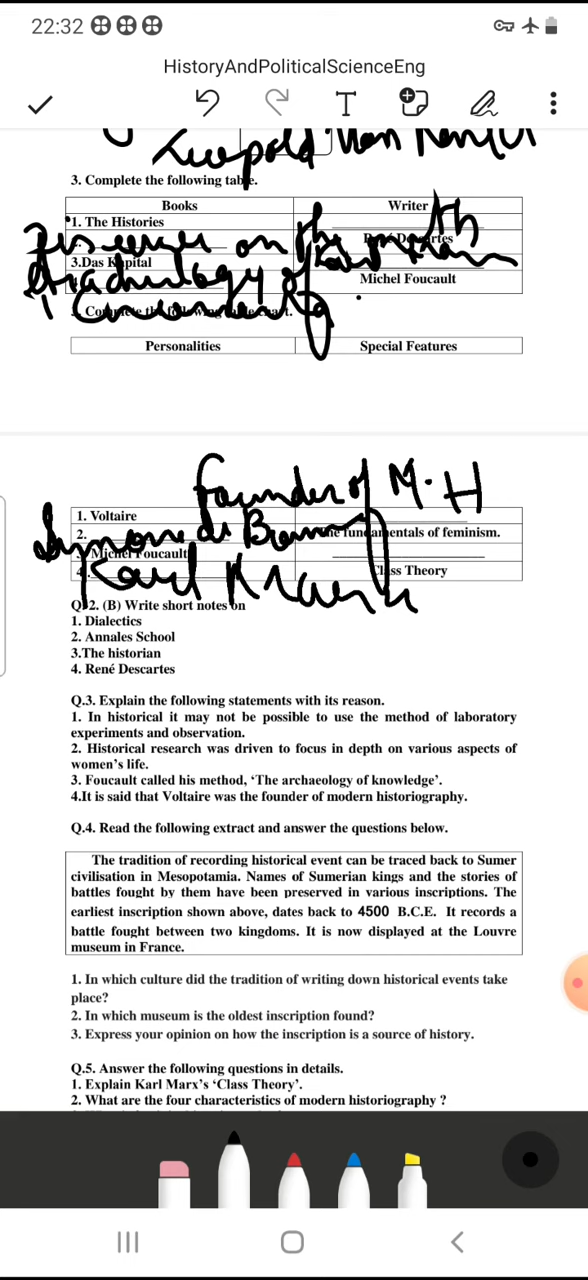 22:32
HistoryAndPoliticalScienceEng
T
3. Complete the following table.
Books Writer
1. The Histories
2.
3.Das Kapital
Michel Foucault
Discourse on the
of
Complete the following chart.
Personalities Special Features
founder of M.H
1. Voltaire
2. The fundamentals of feminism.
Simone de
3. Michel Foucault
4. Class Theory
Karl
Q.2. (B) Write short notes on
1. Dialectics
2. Annales School
3.The historian
4. René Descartes
Q.3. Explain the following statements with its reason.
1. In historical it may not be possible to use the method of laboratory
experiments and observation.
2. Historical research was driven to focus in depth on various aspects of
women’s life.
3. Foucault called his method, ‘The archaeology of knowledge’.
4.It is said that Voltaire was the founder of modern historiography.
Q.4. Read the following extract and answer the questions below.
The tradition of recording historical event can be traced back to Sumer
civilisation in Mesopotamia. Names of Sumerian kings and the stories of
battles fought by them have been preserved in various inscriptions. The
earliest inscription shown above, dates back to 4500 B.C.E. It records a
battle fought between two kingdoms. It is now displayed at the Louvre
museum in France.
1. In which culture did the tradition of writing down historical events take
place?
2. In which museum is the oldest inscription found?
3. Express your opinion on how the inscription is a source of history.
Q.5. Answer the following questions in details.
1. Explain Karl Marx’s ‘Class Theory’.
2. What are the four characteristics of modern historiography ?